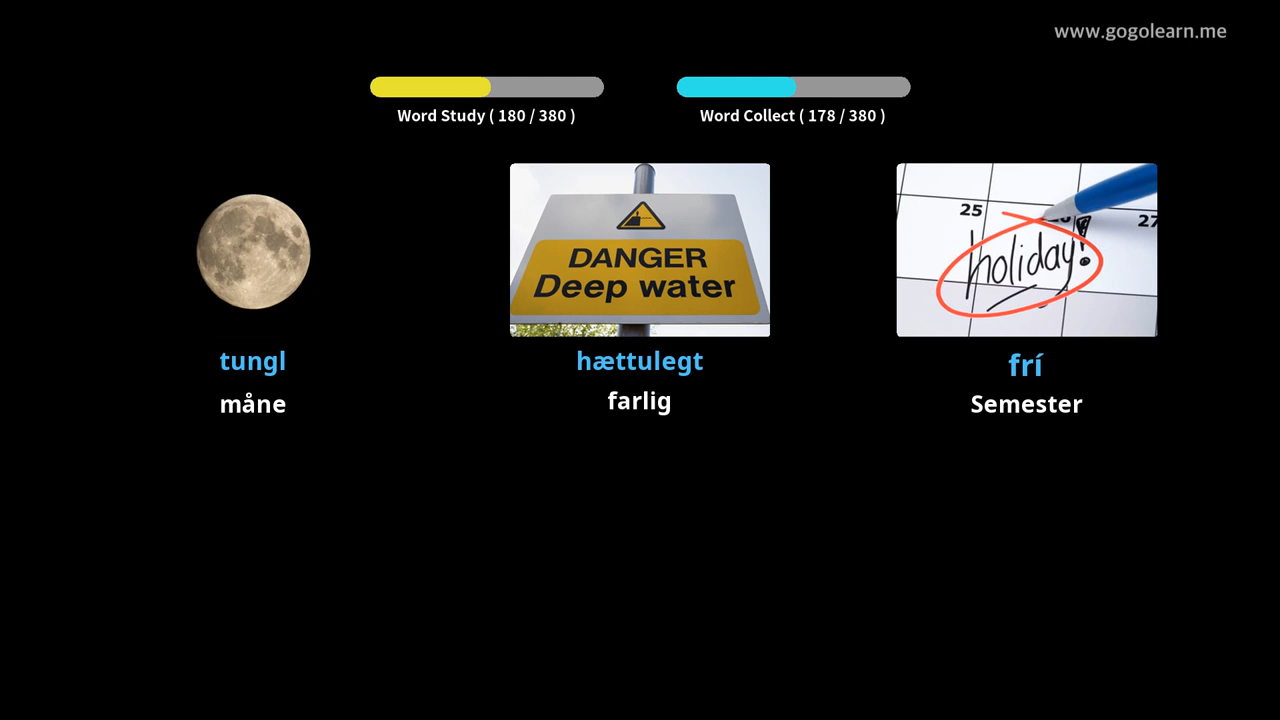 www.gogolearn.me
Word Study ( 180 / 380 )
Word Collect ( 178 / 380 )
DANGER
Deep water
25
27
holiday!
tungl
hættulegt
frí
måne
farlig
Semester